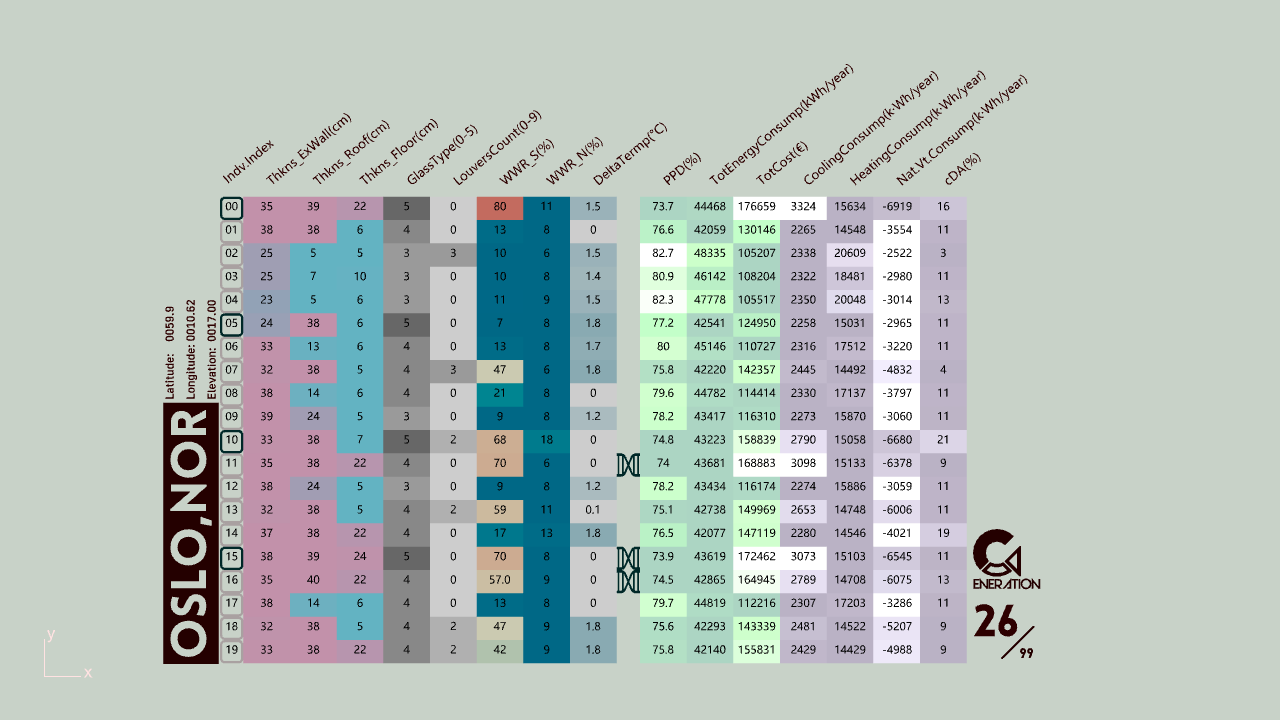 Indv.Index Thkns_ExWall(cm) Thkns_Roof(cm) Thkns_Floor(cm) GlassType(0-5) LouversCount(0-9) WWR_S(%) WWR_N(%) DeltaTermp(°C) PPD(%) TotEnergyConsump(kWh/year) TotCost(€) CoolingConsump(k·Wh/year) HeatingConsump(k·Wh/year) Nat.Vt.Consump(k·Wh/year) cDA(%)
00 35 39 22 5 0 80 11 1.5 73.7 44468 176659 3324 15634 -6919 16
01 38 38 6 4 0 13 8 0 76.6 42059 130146 2265 14548 -3554 11
02 25 5 5 3 3 10 6 1.5 82.7 48335 105207 2338 20609 -2522 3
03 25 7 10 3 0 10 8 1.4 80.9 46142 108204 2322 18481 -2980 11
04 23 5 6 3 0 11 9 1.5 82.3 47778 105517 2350 20048 -3014 13
05 24 38 6 5 0 7 8 1.8 77.2 42541 124950 2258 15031 -2965 11
06 33 13 6 4 0 13 8 1.7 80 45146 110727 2316 17512 -3220 11
07 32 38 5 4 3 47 6 1.8 75.8 42220 142357 2445 14492 -4832 4
08 38 14 6 4 0 21 8 0 79.6 44782 114414 2330 17137 -3797 11
09 39 24 5 3 0 9 8 1.2 78.2 43417 116310 2273 15870 -3060 11
10 33 38 7 5 2 68 18 0 74.8 43223 158839 2790 15058 -6680 21
11 35 38 22 4 0 70 6 0 74 43681 168883 3098 15133 -6378 9
12 38 24 5 3 0 9 8 1.2 78.2 43434 116174 2274 15886 -3059 11
13 32 38 5 4 2 59 11 0.1 75.1 42738 149969 2653 14748 -6006 11
14 37 38 22 4 0 17 13 1.8 76.5 42077 147119 2280 14546 -4021 19
15 38 39 24 5 0 70 8 0 73.9 43619 172462 3073 15103 -6545 11
16 35 40 22 4 0 57.0 9 0 74.5 42865 164945 2789 14708 -6075 13
17 38 14 6 4 0 13 8 0 79.7 44819 112216 2307 17203 -3286 11
18 32 38 5 4 2 47 9 1.8 75.6 42293 143339 2481 14522 -5207 9
19 33 38 22 4 2 42 9 1.8 75.8 42140 155831 2429 14429 -4988 9
Latitude: 0059.9
Longitude: 0010.62
Elevation: 0017.00
OSLO,NOR
G
ENERATION
26/99
y
x